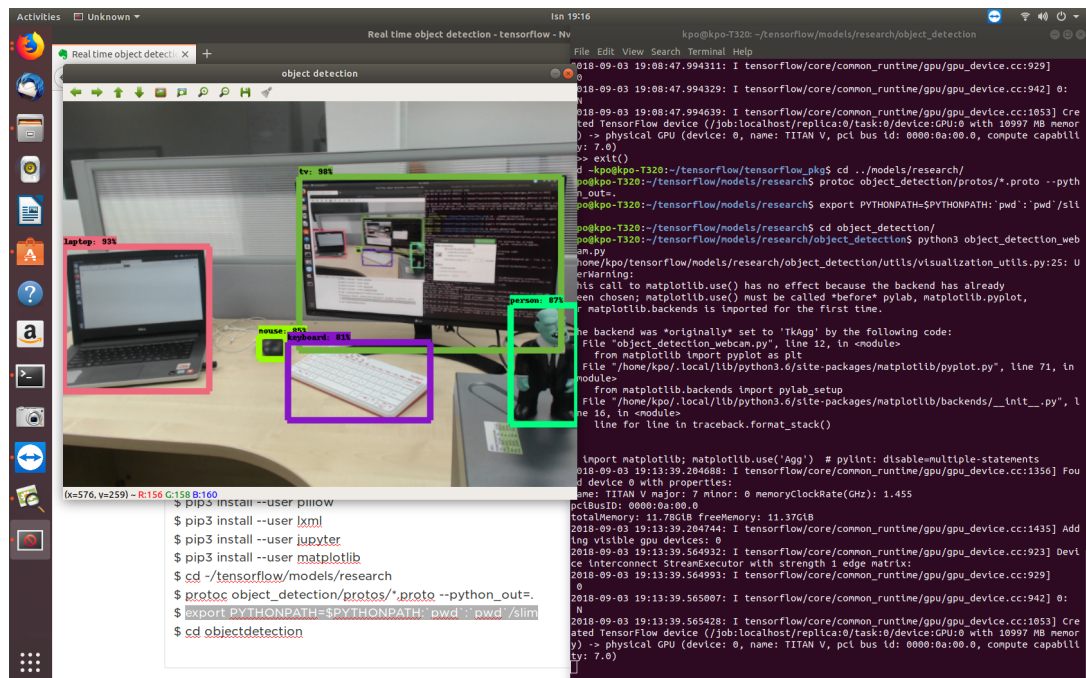 Activities
Unknown
Isn 19:16
Real time object detection - tensorflow - Nv
kpo@kpo-T320: ~/tensorflow/models/research/object_detection
Real time object detecti
object detection
tv: 98%
laptop: 93%
person: 87%
mouse: 85%
keyboard: 81%
(x=576, y=259) ~ R:156 G:158 B:160
$ pip3 install --user pillow
$ pip3 install --user lxml
$ pip3 install --user jupyter
$ pip3 install --user matplotlib
$ cd ~/tensorflow/models/research
$ protoc object_detection/protos/*.proto --python_out=.
$ export PYTHONPATH=$PYTHONPATH:`pwd`:`pwd`/slim
$ cd objectdetection
File Edit View Search Terminal Help
2018-09-03 19:08:47.994311: I tensorflow/core/common_runtime/gpu/gpu_device.cc:929]
0
2018-09-03 19:08:47.994329: I tensorflow/core/common_runtime/gpu/gpu_device.cc:942] 0:
N
2018-09-03 19:08:47.994639: I tensorflow/core/common_runtime/gpu/gpu_device.cc:1053] Cre
ted TensorFlow device (/job:localhost/replica:0/task:0/device:GPU:0 with 10997 MB memor
) -> physical GPU (device: 0, name: TITAN V, pci bus id: 0000:0a:00.0, compute capabili
y: 7.0)
>> exit()
d ~kpo@kpo-T320:~/tensorflow/tensorflow_pkg$ cd ../models/research/
po@kpo-T320:~/tensorflow/models/research$ protoc object_detection/protos/*.proto --pyth
n_out=.
po@kpo-T320:~/tensorflow/models/research$ export PYTHONPATH=$PYTHONPATH:`pwd`:`pwd`/sli
po@kpo-T320:~/tensorflow/models/research$ cd object_detection/
po@kpo-T320:~/tensorflow/models/research/object_detection$ python3 object_detection_web
am.py
home/kpo/tensorflow/models/research/object_detection/utils/visualization_utils.py:25: U
erWarning:
his call to matplotlib.use() has no effect because the backend has already
een chosen; matplotlib.use() must be called *before* pylab, matplotlib.pyplot,
r matplotlib.backends is imported for the first time.
he backend was *originally* set to 'TkAgg' by the following code:
File "object_detection_webcam.py", line 12, in <module>
from matplotlib import pyplot as plt
File "/home/kpo/.local/lib/python3.6/site-packages/matplotlib/pyplot.py", line 71, in
module>
from matplotlib.backends import pylab_setup
File "/home/kpo/.local/lib/python3.6/site-packages/matplotlib/backends/__init__.py", l
ne 16, in <module>
line for line in traceback.format_stack()
import matplotlib; matplotlib.use('Agg') # pylint: disable=multiple-statements
2018-09-03 19:13:39.204688: I tensorflow/core/common_runtime/gpu/gpu_device.cc:1356] Fou
d device 0 with properties:
ame: TITAN V major: 7 minor: 0 memoryClockRate(GHz): 1.455
pciBusID: 0000:0a:00.0
totalMemory: 11.78GiB freeMemory: 11.37GiB
2018-09-03 19:13:39.204744: I tensorflow/core/common_runtime/gpu/gpu_device.cc:1435] Add
ing visible gpu devices: 0
2018-09-03 19:13:39.564932: I tensorflow/core/common_runtime/gpu/gpu_device.cc:923] Devi
ce interconnect StreamExecutor with strength 1 edge matrix:
2018-09-03 19:13:39.564993: I tensorflow/core/common_runtime/gpu/gpu_device.cc:929]
0
2018-09-03 19:13:39.565007: I tensorflow/core/common_runtime/gpu/gpu_device.cc:942] 0:
N
2018-09-03 19:13:39.565428: I tensorflow/core/common_runtime/gpu/gpu_device.cc:1053] Cre
ated TensorFlow device (/job:localhost/replica:0/task:0/device:GPU:0 with 10997 MB memor
y) -> physical GPU (device: 0, name: TITAN V, pci bus id: 0000:0a:00.0, compute capabili
ty: 7.0)